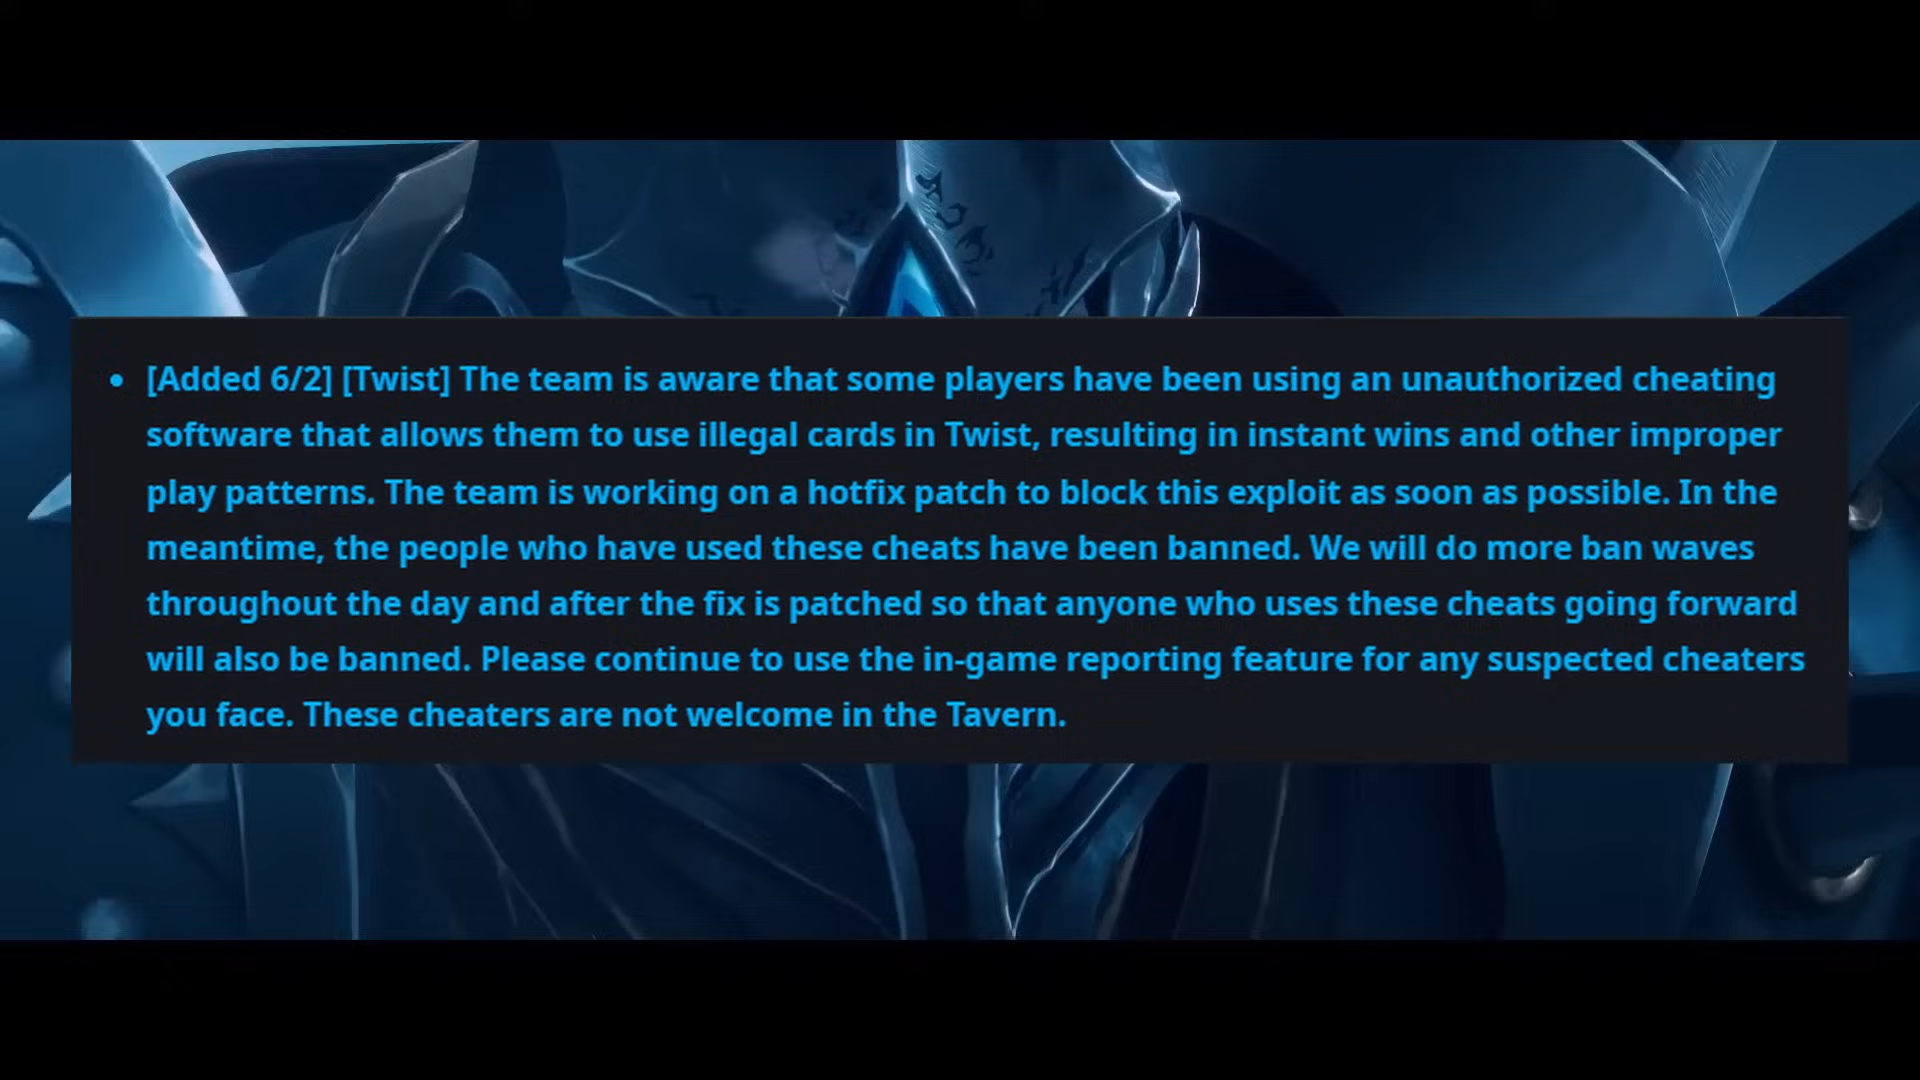 • [Added 6/2] [Twist] The team is aware that some players have been using an unauthorized cheating
software that allows them to use illegal cards in Twist, resulting in instant wins and other improper
play patterns. The team is working on a hotfix patch to block this exploit as soon as possible. In the
meantime, the people who have used these cheats have been banned. We will do more ban waves
throughout the day and after the fix is patched so that anyone who uses these cheats going forward
will also be banned. Please continue to use the in-game reporting feature for any suspected cheaters
you face. These cheaters are not welcome in the Tavern.